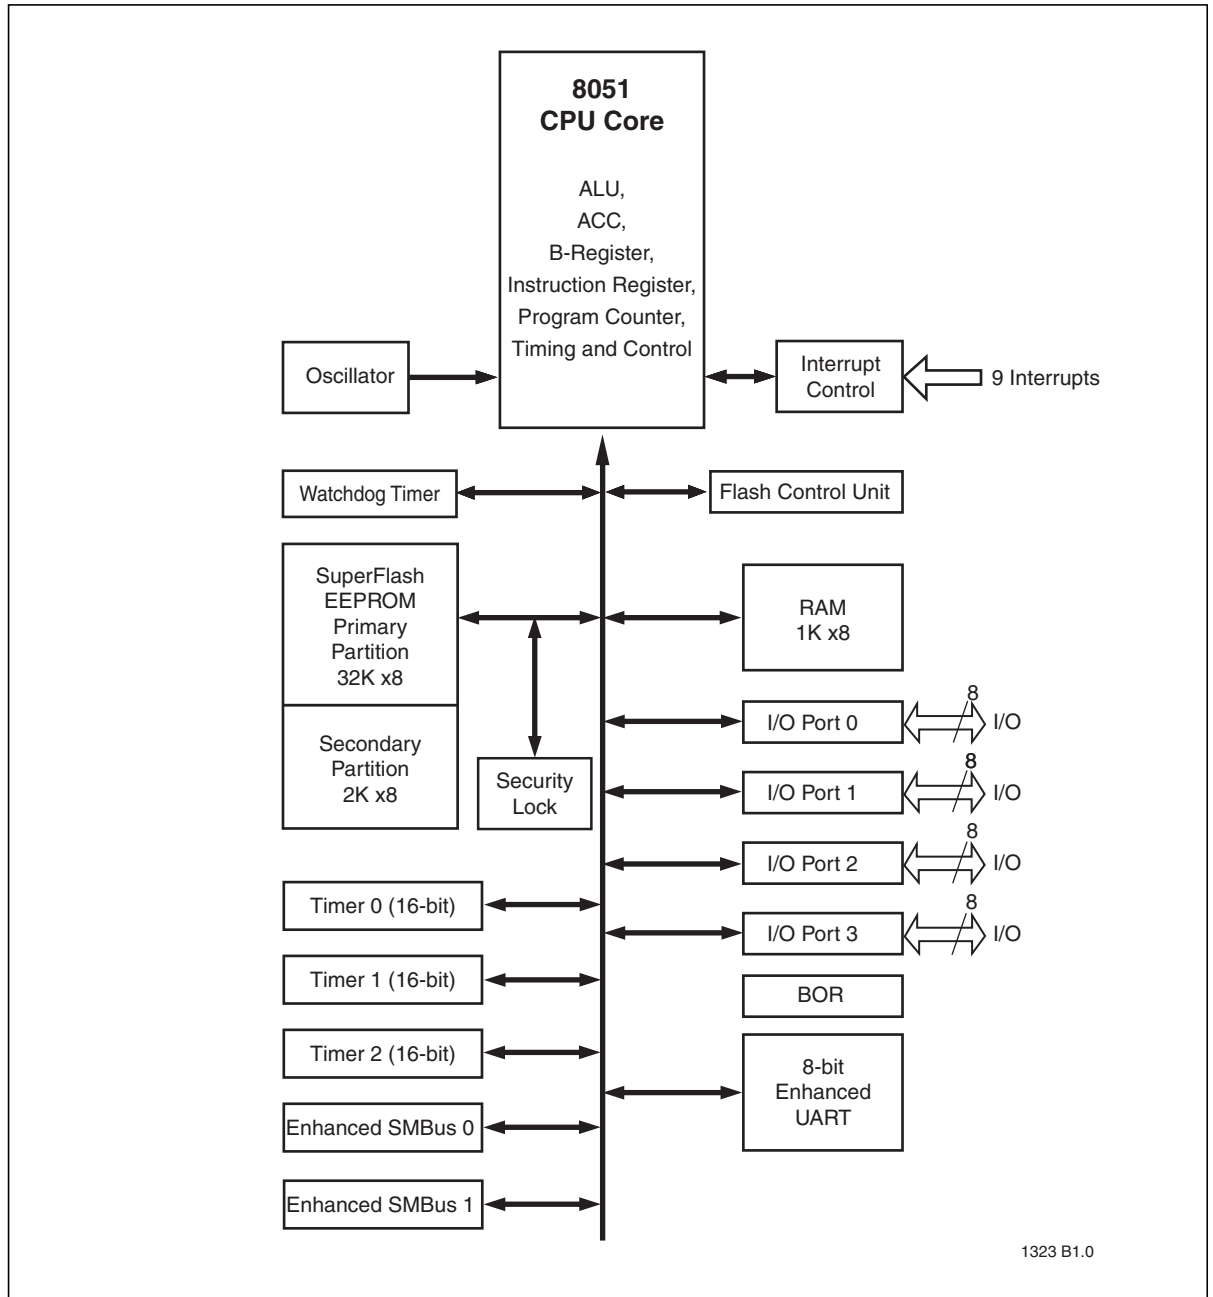 8051
CPU Core
ALU,
ACC,
B-Register,
Instruction Register,
Program Counter,
Timing and Control
Oscillator
Interrupt
Control
9 Interrupts
Watchdog Timer
Flash Control Unit
SuperFlash
EEPROM
Primary
Partition
32K x8
Secondary
Partition
2K x8
Security
Lock
RAM
1K x8
I/O Port 0
8
I/O
I/O Port 1
8
I/O
I/O Port 2
8
I/O
I/O Port 3
8
I/O
Timer 0 (16-bit)
Timer 1 (16-bit)
Timer 2 (16-bit)
Enhanced SMBus 0
Enhanced SMBus 1
BOR
8-bit
Enhanced
UART
1323 B1.0